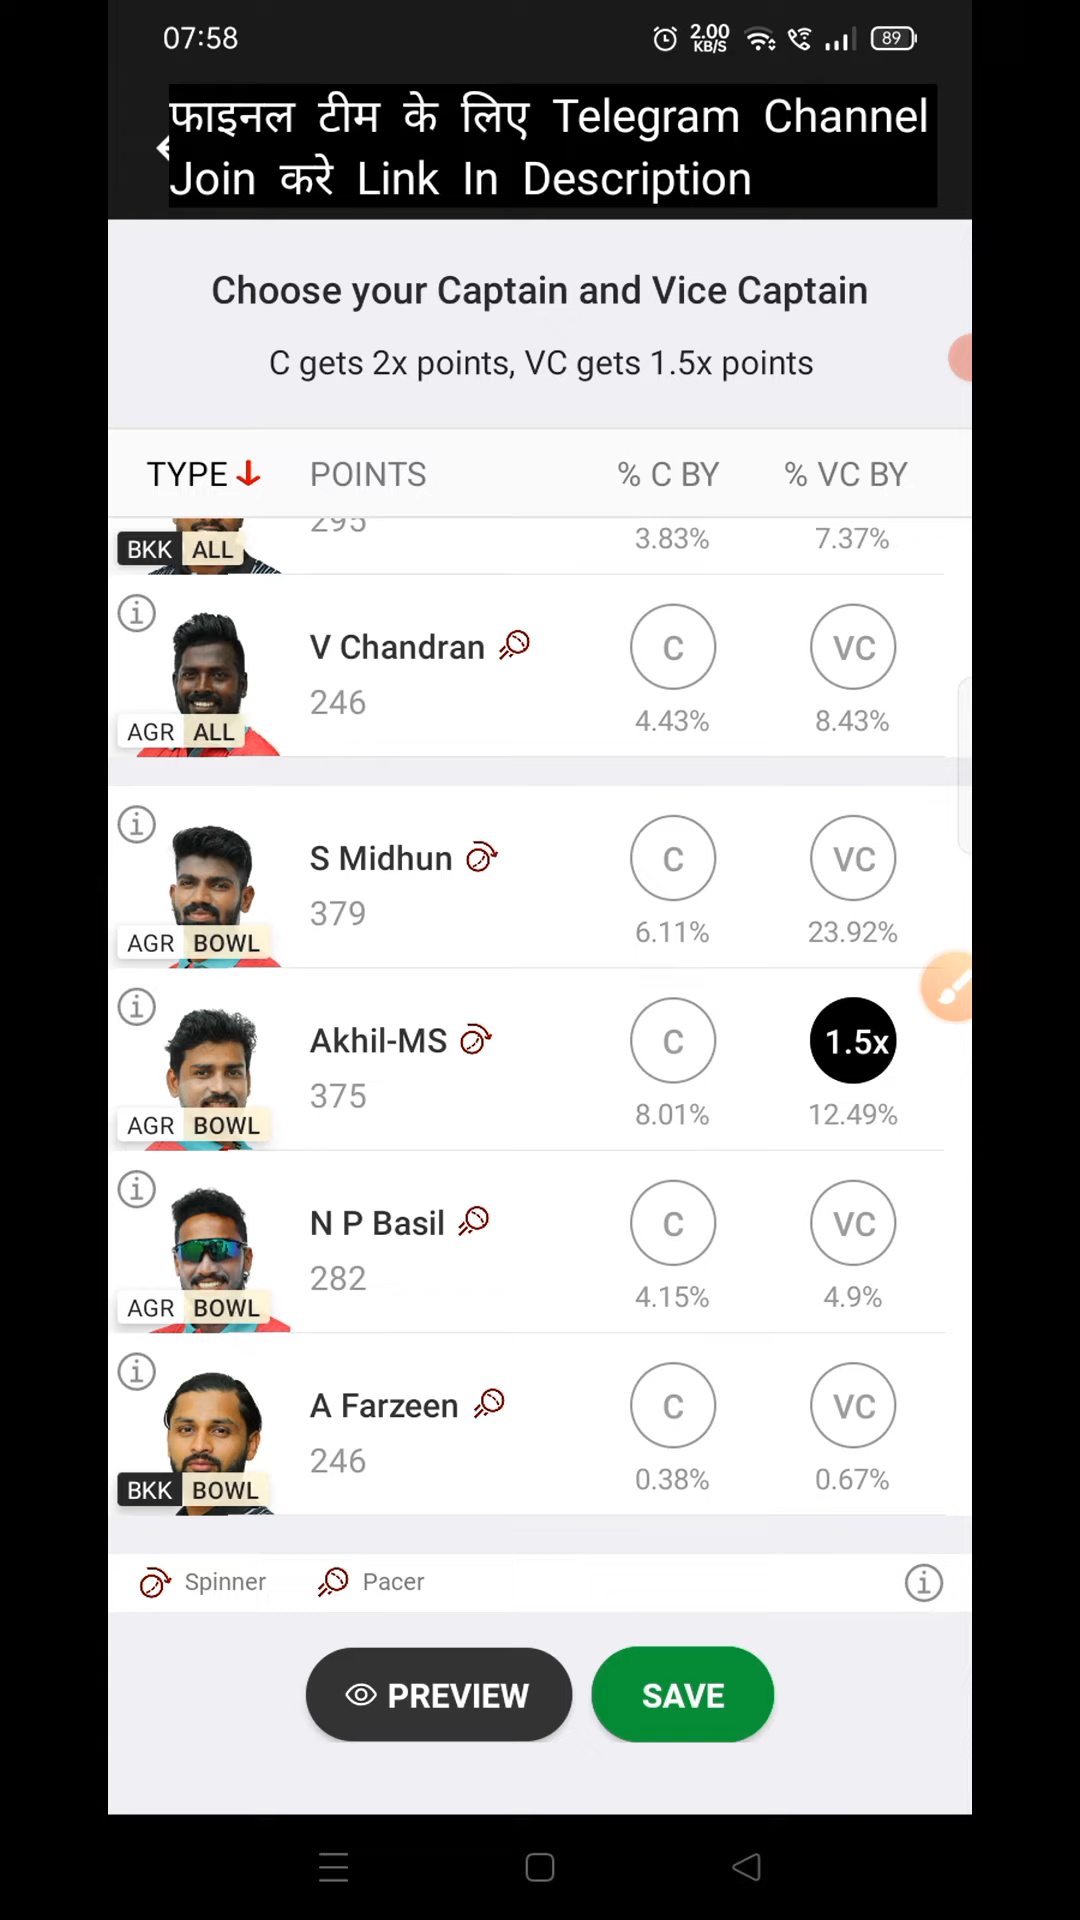 07:58 2.00 KB/S 89
फाइनल टीम के लिए Telegram Channel
Join करे Link In Description
Choose your Captain and Vice Captain
C gets 2x points, VC gets 1.5x points
TYPE POINTS % C BY % VC BY
295 3.83% 7.37%
BKK ALL
V Chandran C VC
246 4.43% 8.43%
AGR ALL
S Midhun C VC
379 6.11% 23.92%
AGR BOWL
Akhil-MS C 1.5x
375 8.01% 12.49%
AGR BOWL
N P Basil C VC
282 4.15% 4.9%
AGR BOWL
A Farzeen C VC
246 0.38% 0.67%
BKK BOWL
Spinner Pacer
PREVIEW SAVE